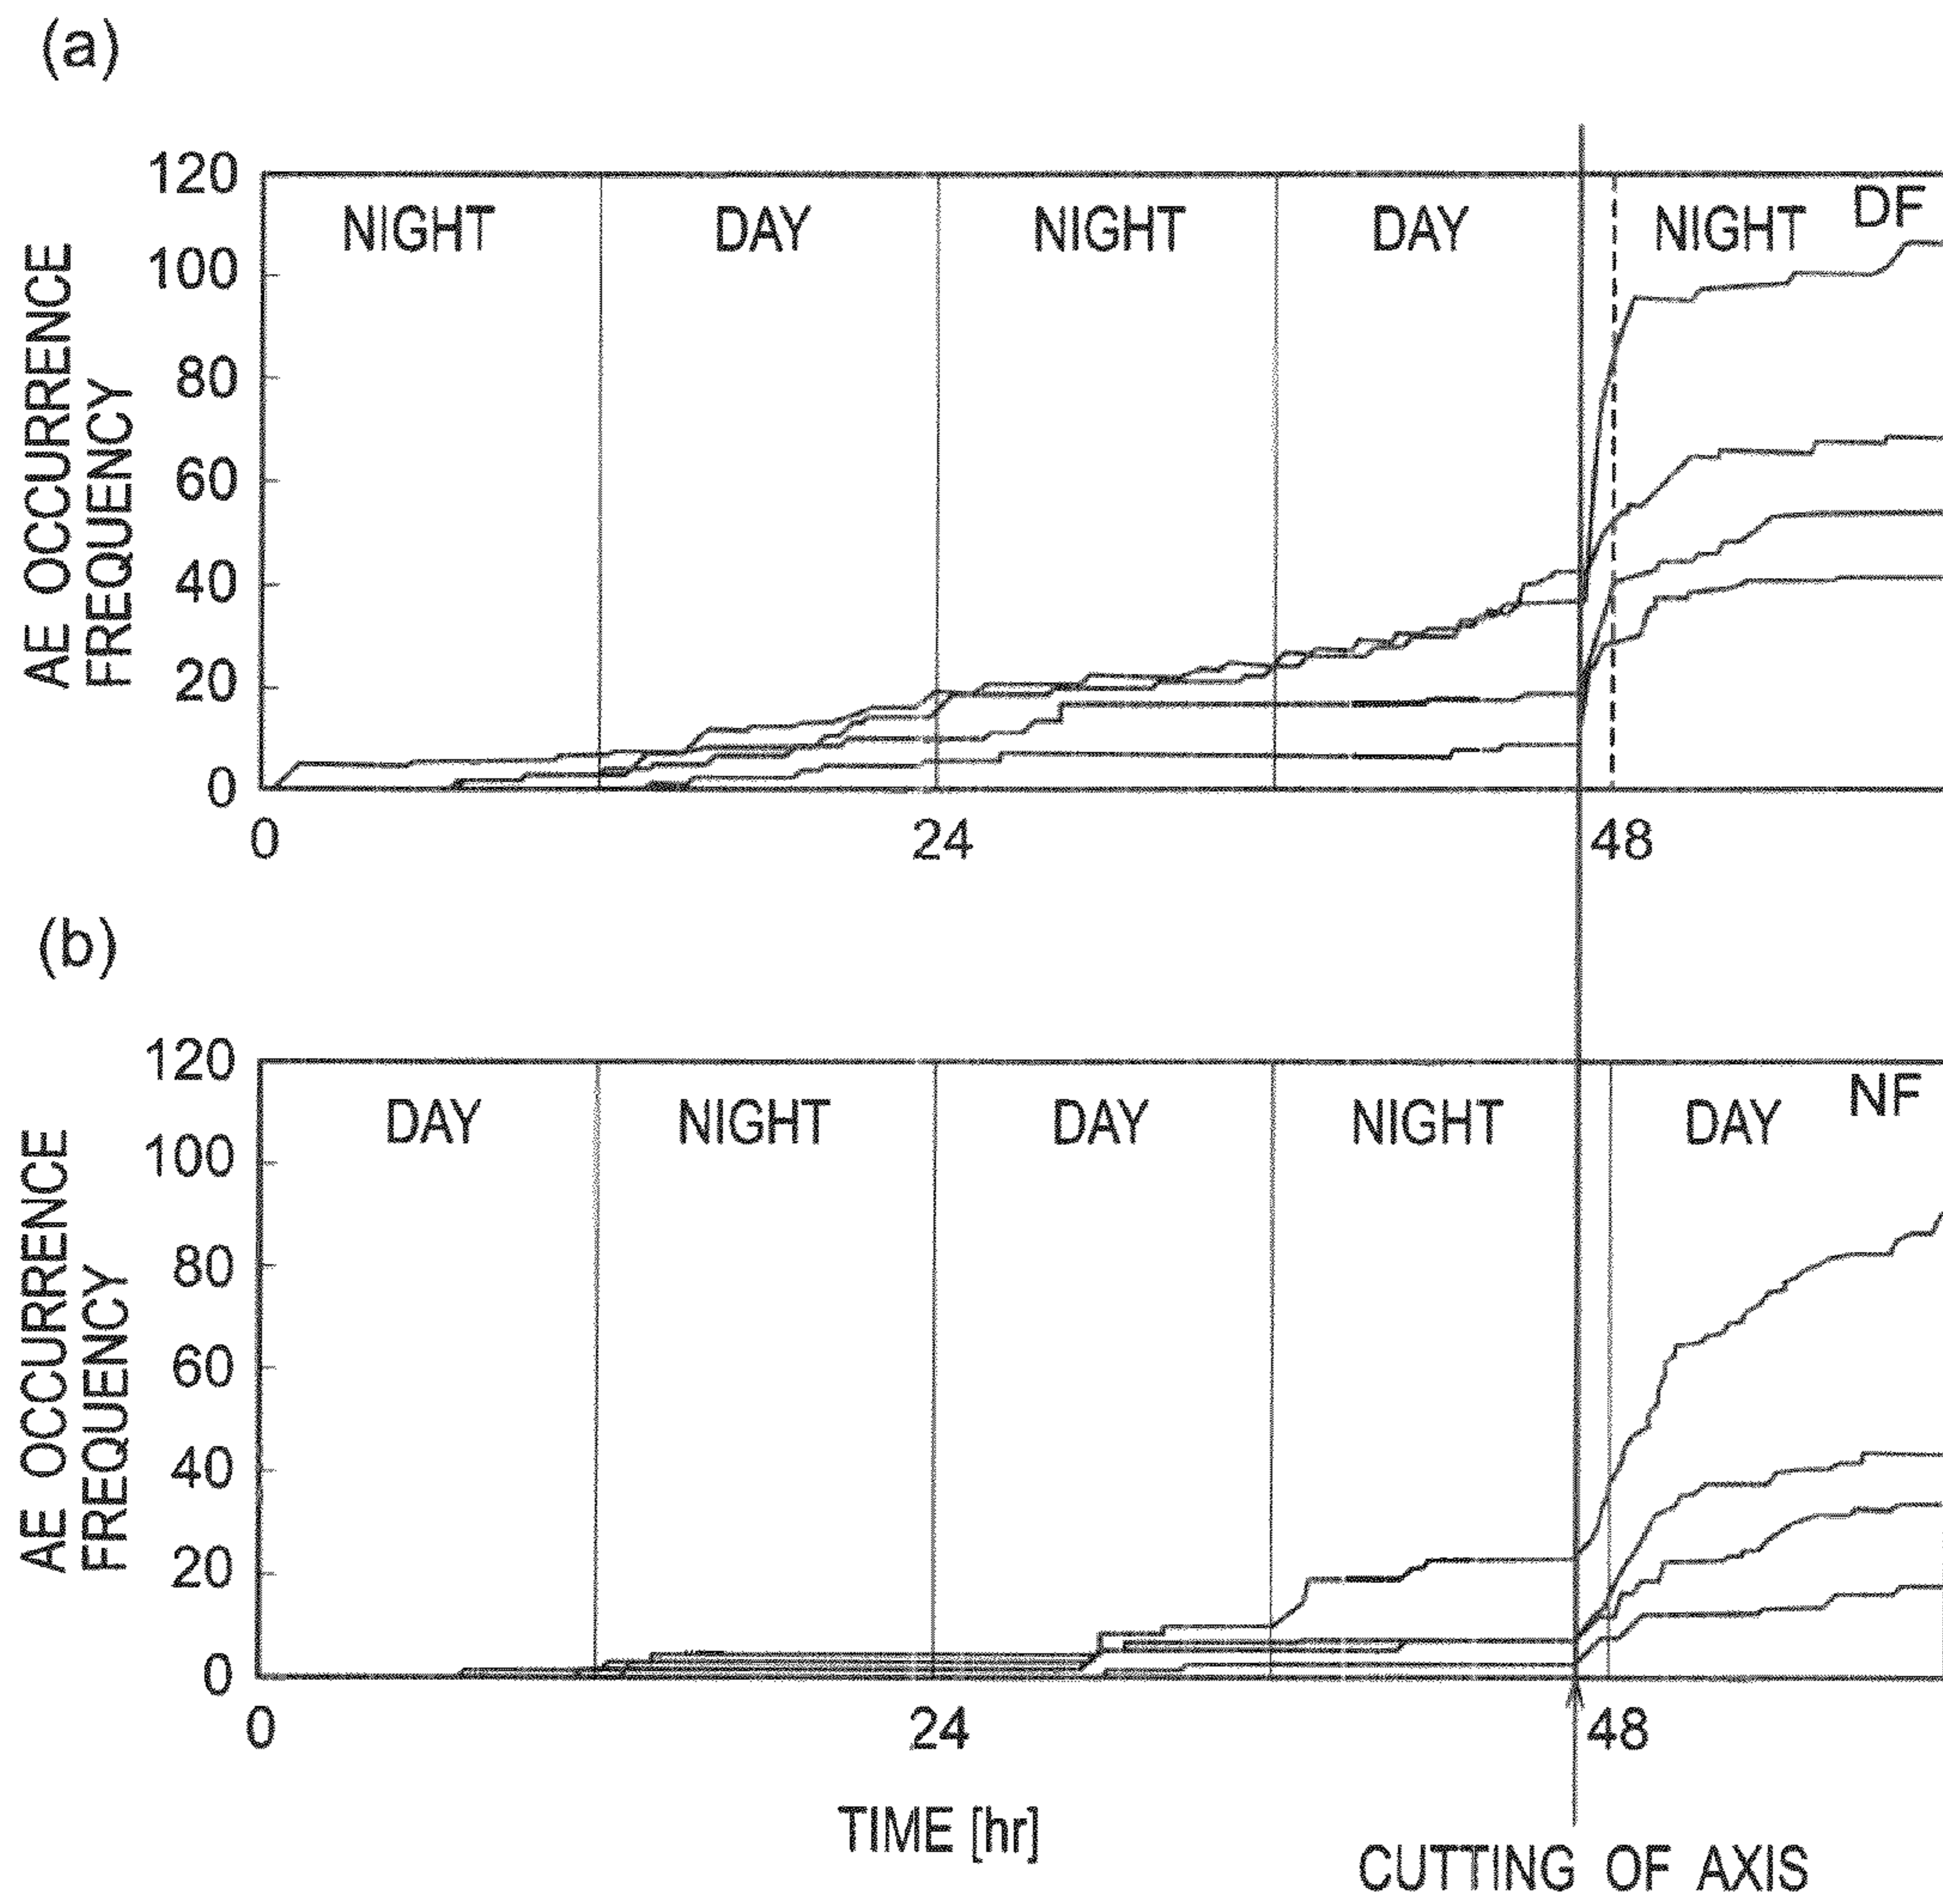 (a)
AE OCCURRENCE
FREQUENCY
120
100
80
60
40
20
0
NIGHT DAY NIGHT DAY NIGHT DF
0 24 48
(b)
AE OCCURRENCE
FREQUENCY
120
100
80
60
40
20
0
DAY NIGHT DAY NIGHT DAY NF
0 24 48
TIME [hr]
CUTTING OF AXIS